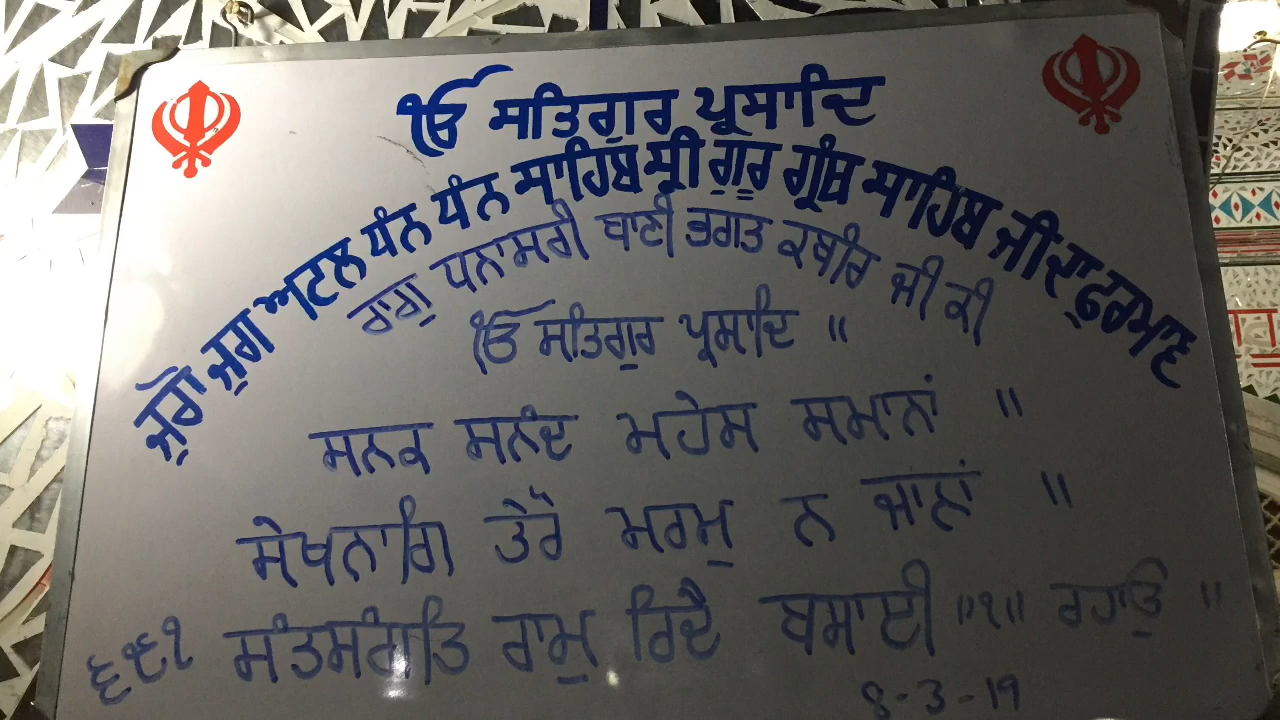 ੴ ਸਤਿਗੁਰ ਪ੍ਰਸਾਦਿ
ਜੁਗੋ ਜੁਗ ਅਟਲ ਧੰਨ ਧੰਨ ਸਾਹਿਬ ਸ੍ਰੀ ਗੁਰੂ ਗ੍ਰੰਥ ਸਾਹਿਬ ਜੀ ਦਾ ਫੁਰਮਾਣ
ਰਾਗੁ ਧਨਾਸਰੀ ਬਾਣੀ ਭਗਤ ਕਬੀਰ ਜੀ ਕੀ
ੴ ਸਤਿਗੁਰ ਪ੍ਰਸਾਦਿ ॥
ਸਨਕ ਸਨੰਦ ਮਹੇਸ ਸਮਾਨਾਂ ॥
ਸੇਖਨਾਗਿ ਤੇਰੋ ਮਰਮੁ ਨ ਜਾਨਾਂ ॥
੬੯੧ ਸੰਤਸੰਗਤਿ ਰਾਮੁ ਰਿਦੈ ਬਸਾਈ ॥੧॥ ਰਹਾਉ ॥
8-3-19